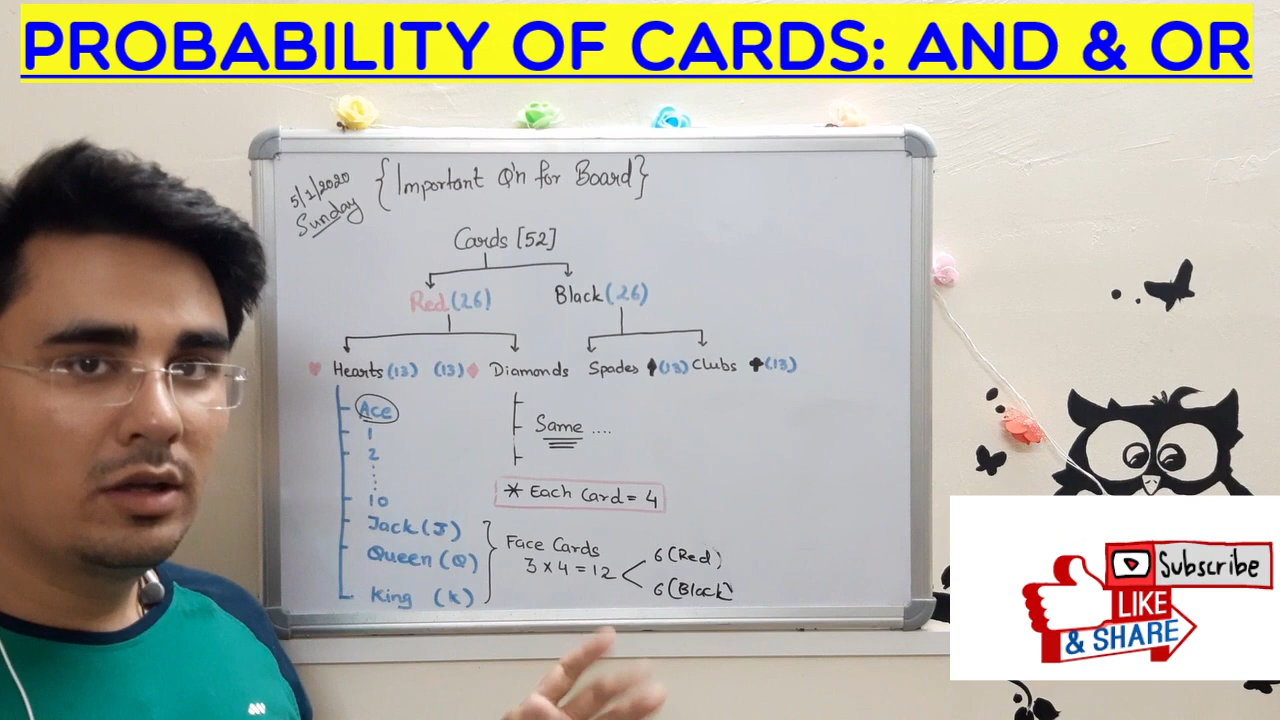 PROBABILITY OF CARDS: AND & OR
5/1/2020
Sunday
{Important Q'n for Board}
Cards [52]
Red (26)
Black (26)
Hearts (13)
(13) Diamonds
Spades (13)
Clubs (13)
Ace
1
2
10
Jack (J)
Queen (Q)
King (K)
Same ....
* Each Card = 4
Face Cards
3 × 4 = 12
6 (Red)
6 (Black)
Subscribe
LIKE
& SHARE